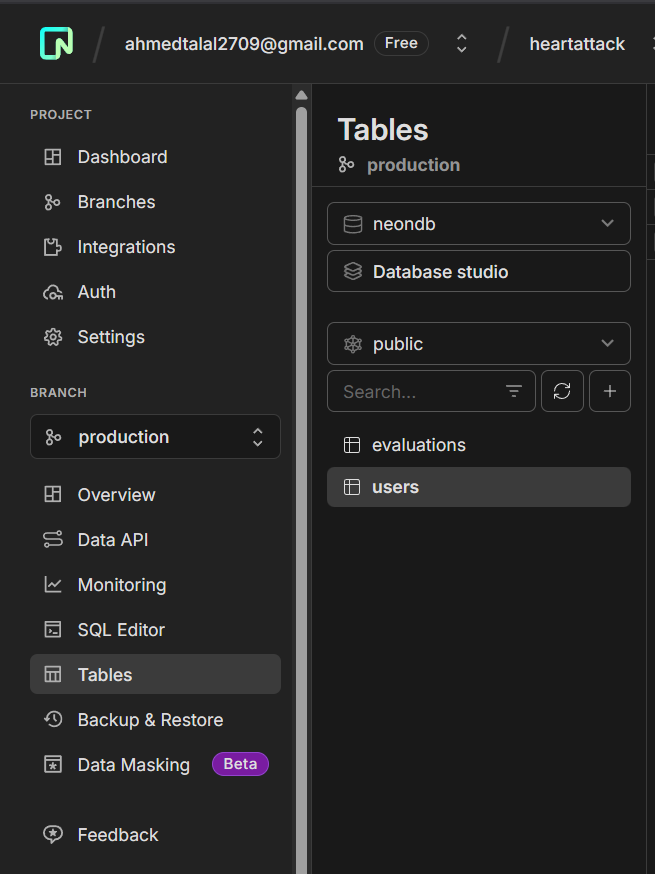 ahmedtalal2709@gmail.com Free heartattack
PROJECT
Dashboard
Branches
Integrations
Auth
Settings
BRANCH
production
Overview
Data API
Monitoring
SQL Editor
Tables
Backup & Restore
Data Masking Beta
Feedback
Tables
production
neondb
Database studio
public
Search...
evaluations
users